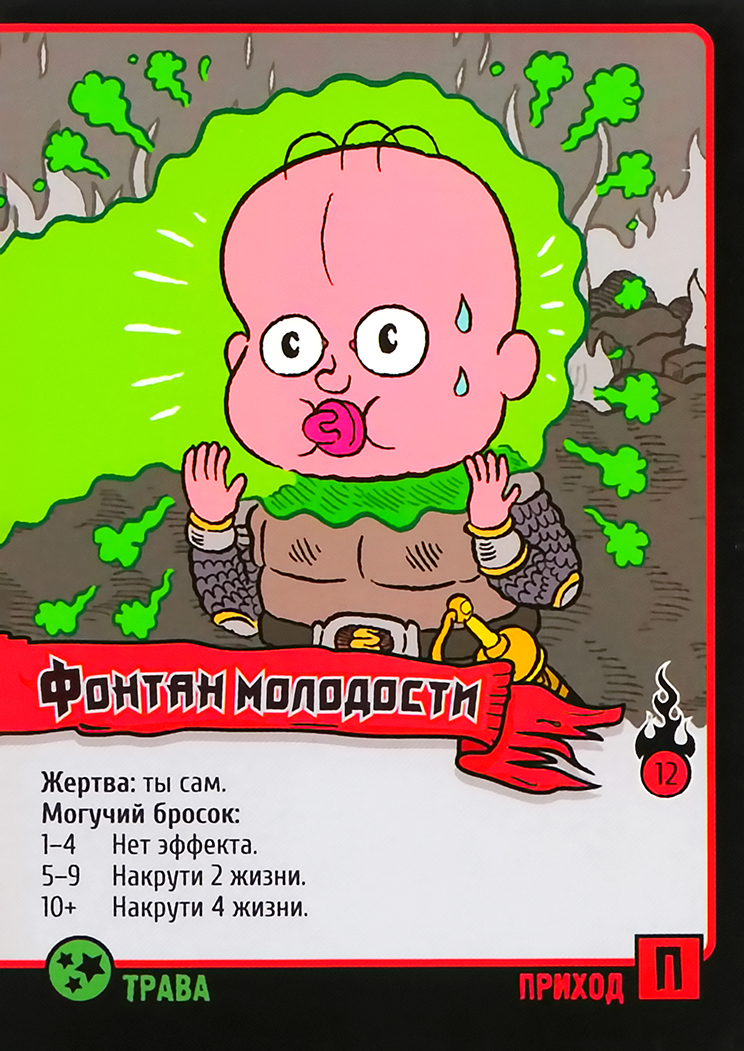 Фонтан молодости
12
Жертва: ты сам.
Могучий бросок:
1–4 Нет эффекта.
5–9 Накрути 2 жизни.
10+ Накрути 4 жизни.
ТРАВА
ПРИХОД П